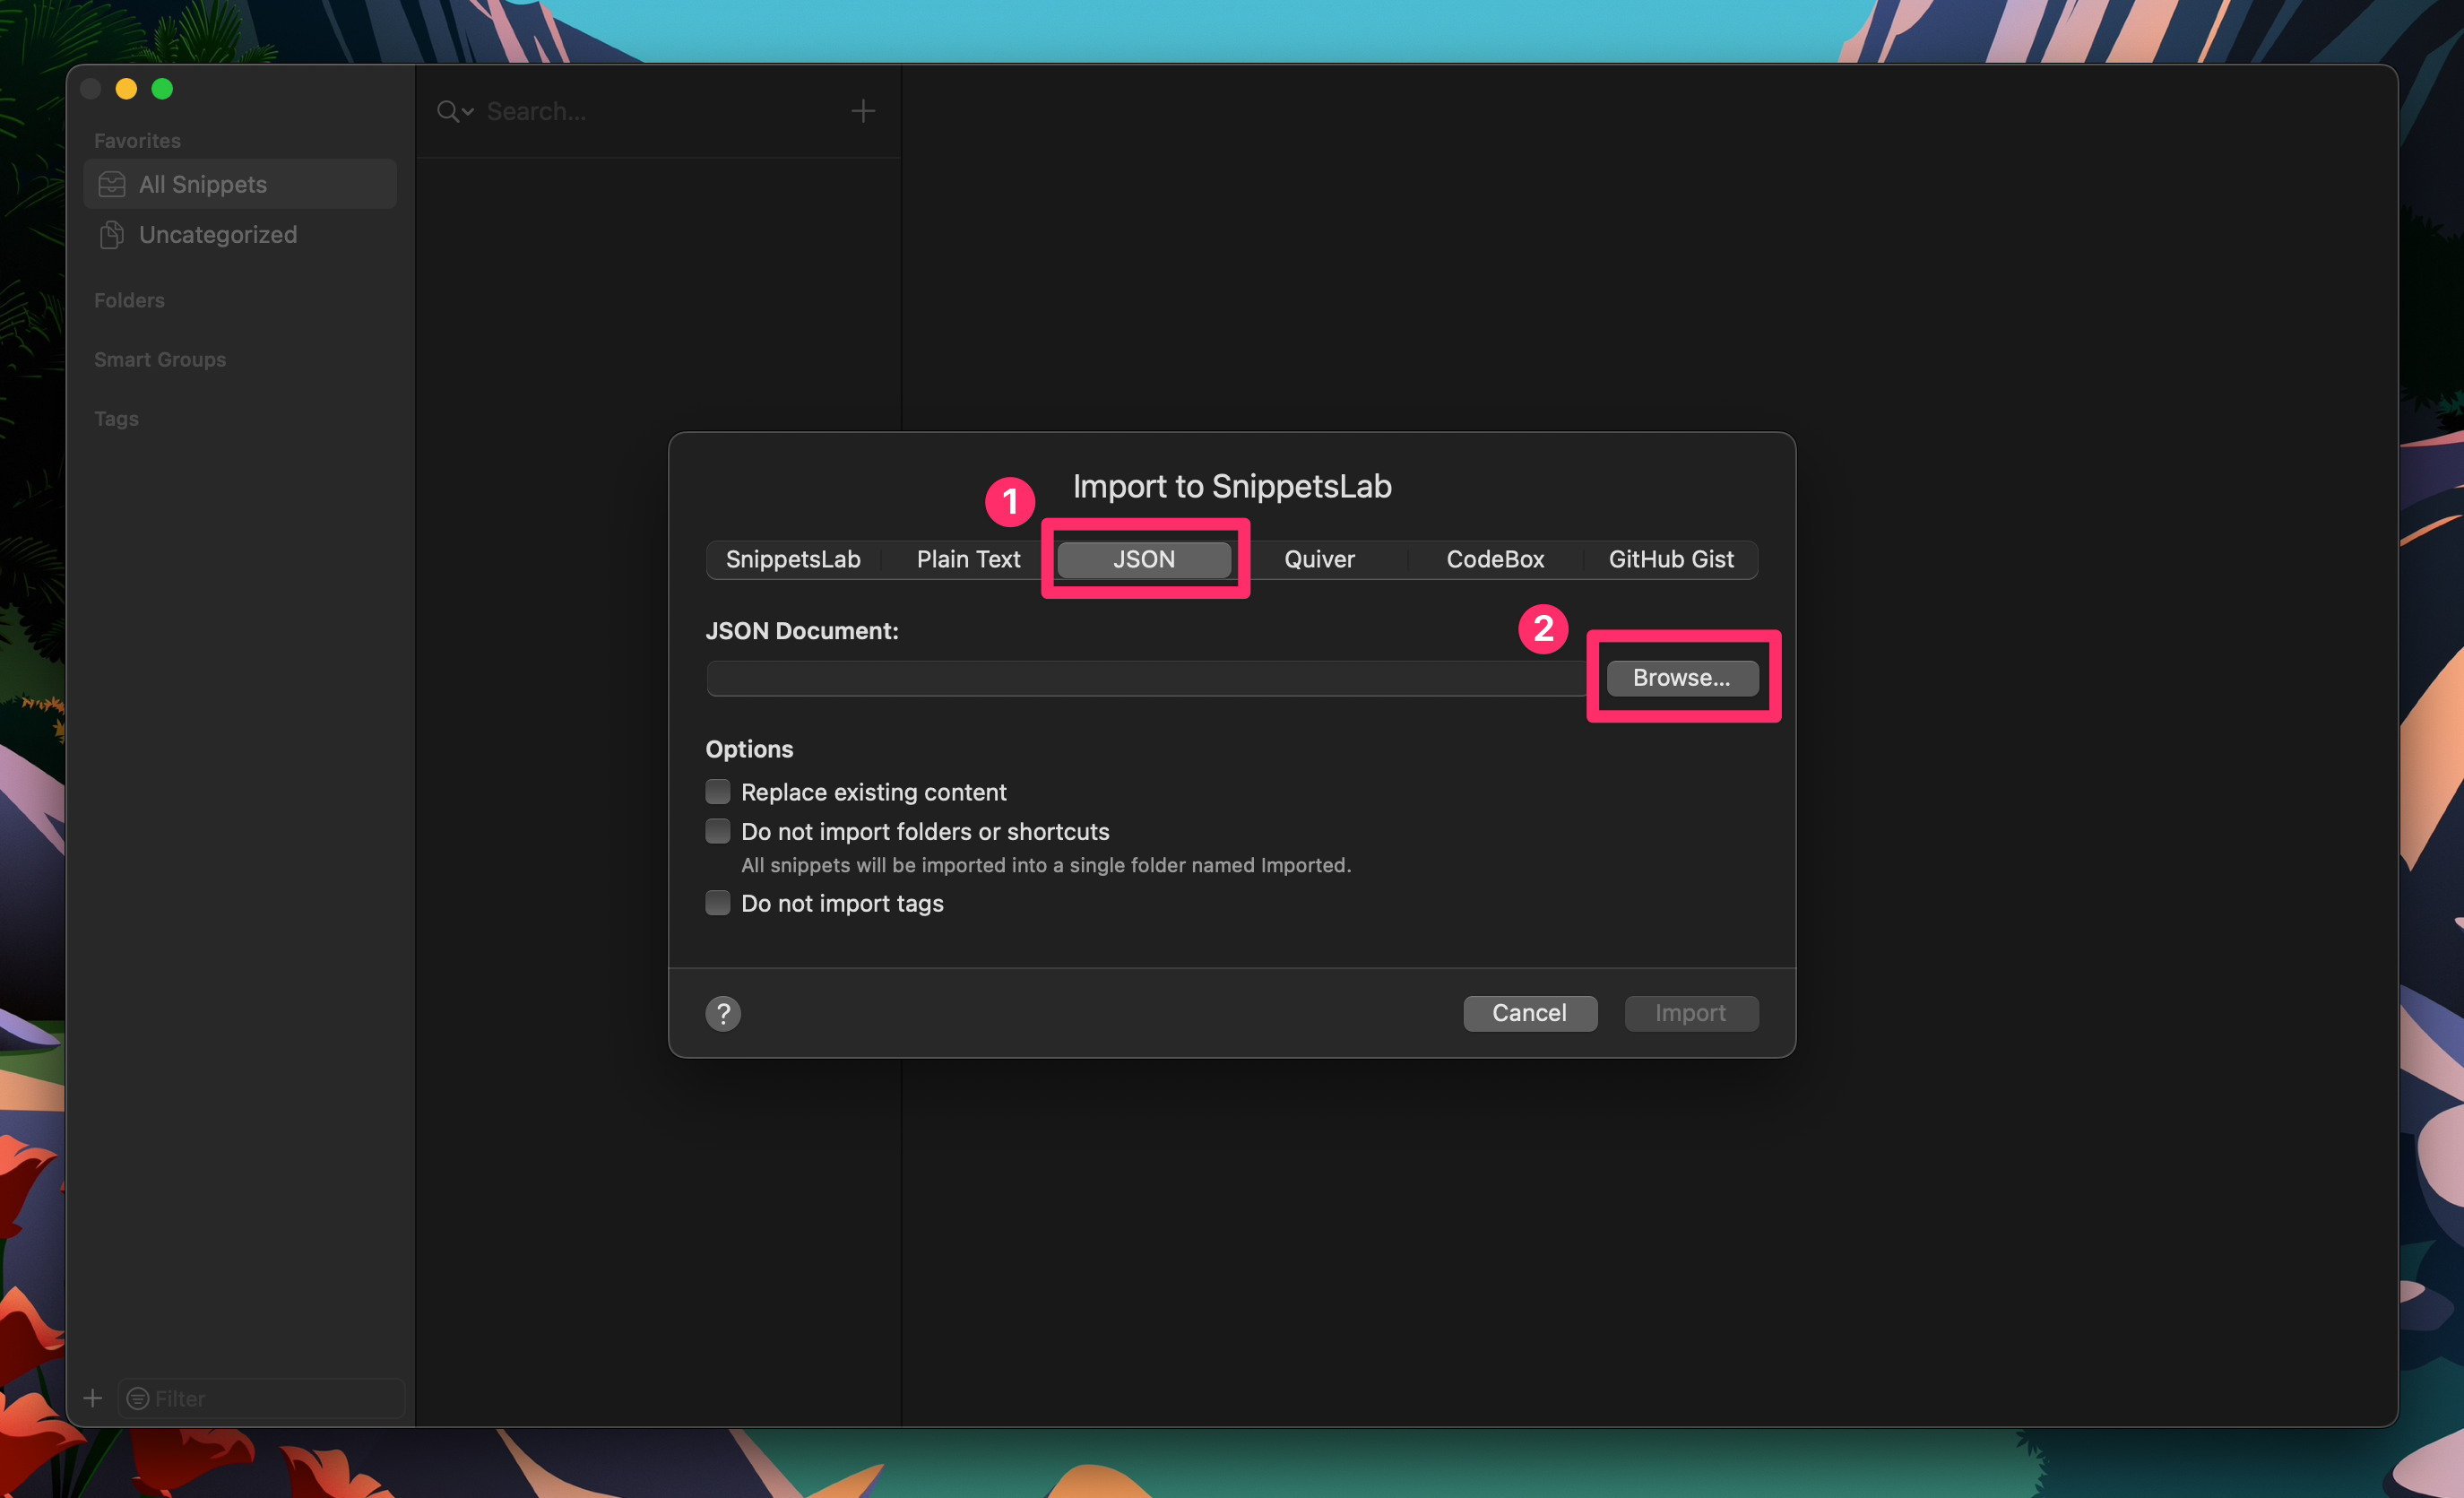 Search...
Favorites
All Snippets
Uncategorized
Folders
Smart Groups
Tags
Import to SnippetsLab
1
SnippetsLab Plain Text JSON Quiver CodeBox GitHub Gist
JSON Document:
2
Browse...
Options
Replace existing content
Do not import folders or shortcuts
All snippets will be imported into a single folder named Imported.
Do not import tags
? Cancel Import
Filter